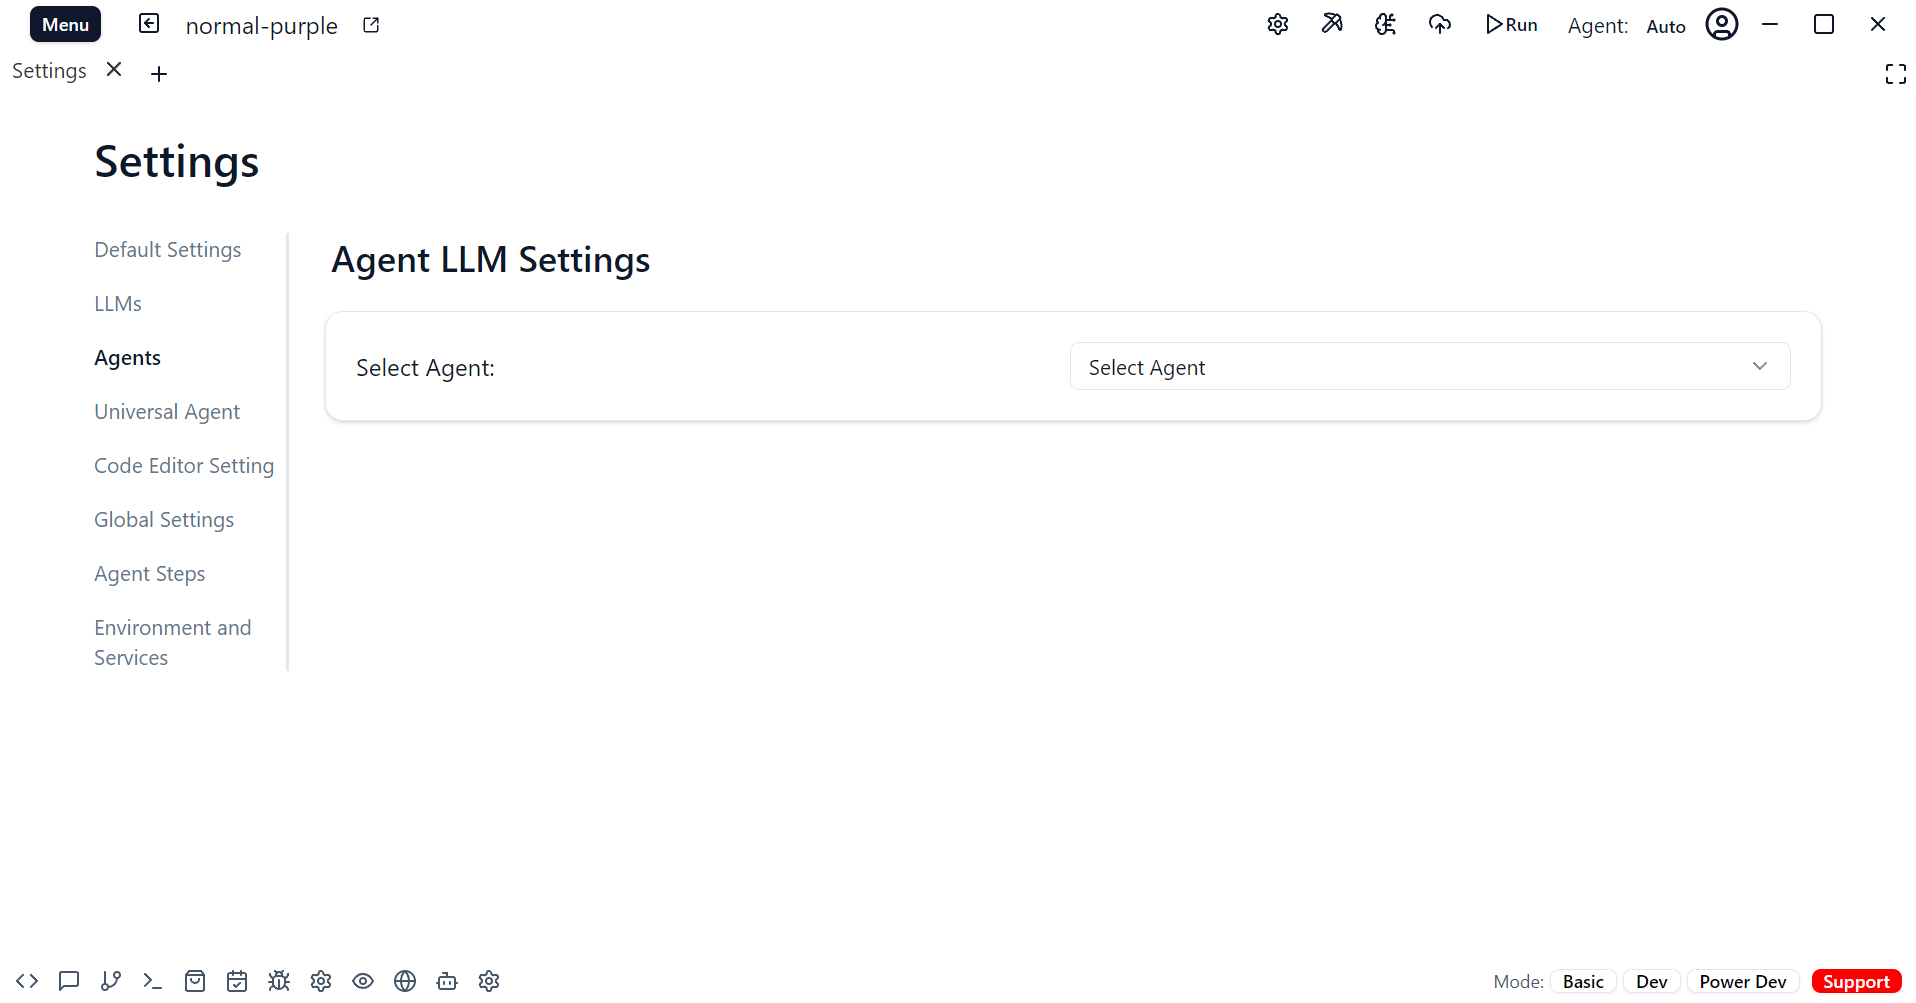 Menu normal-purple Run Agent: Auto
Settings
Settings
Default Settings
LLMs
Agents
Universal Agent
Code Editor Setting
Global Settings
Agent Steps
Environment and
Services
Agent LLM Settings
Select Agent: Select Agent
Mode: Basic Dev Power Dev Support